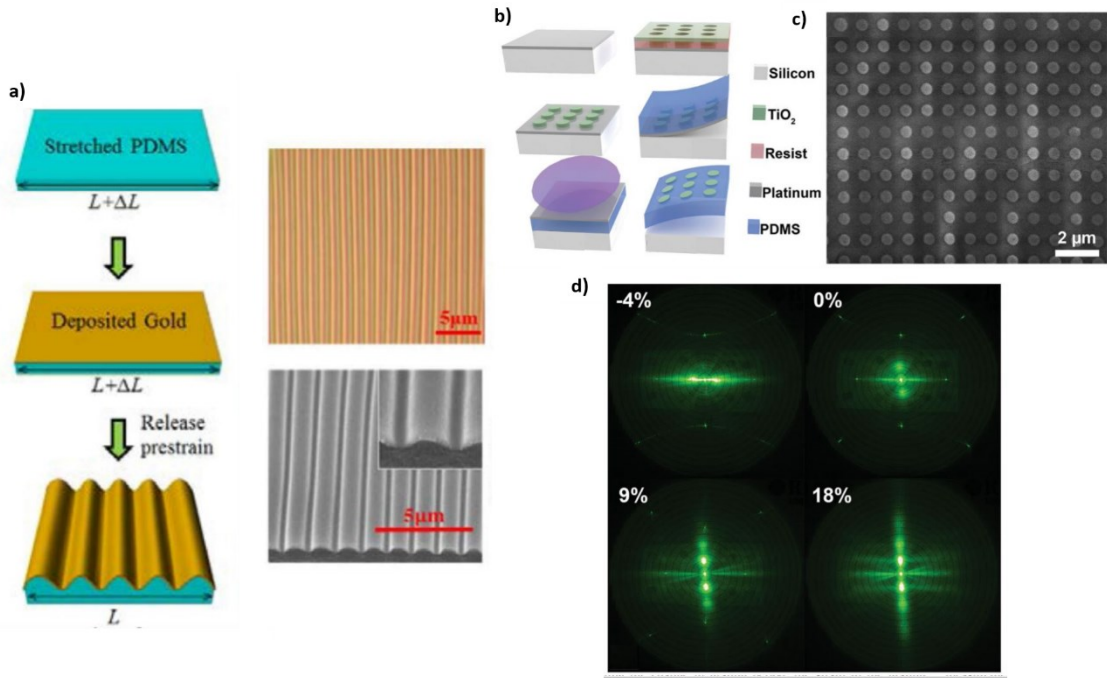 a)
Stretched PDMS
L+ΔL
Deposited Gold
L+ΔL
Release
prestrain
L
5μm
5μm
b)
Silicon
TiO2
Resist
Platinum
PDMS
c)
2 μm
d)
-4%
0%
9%
18%